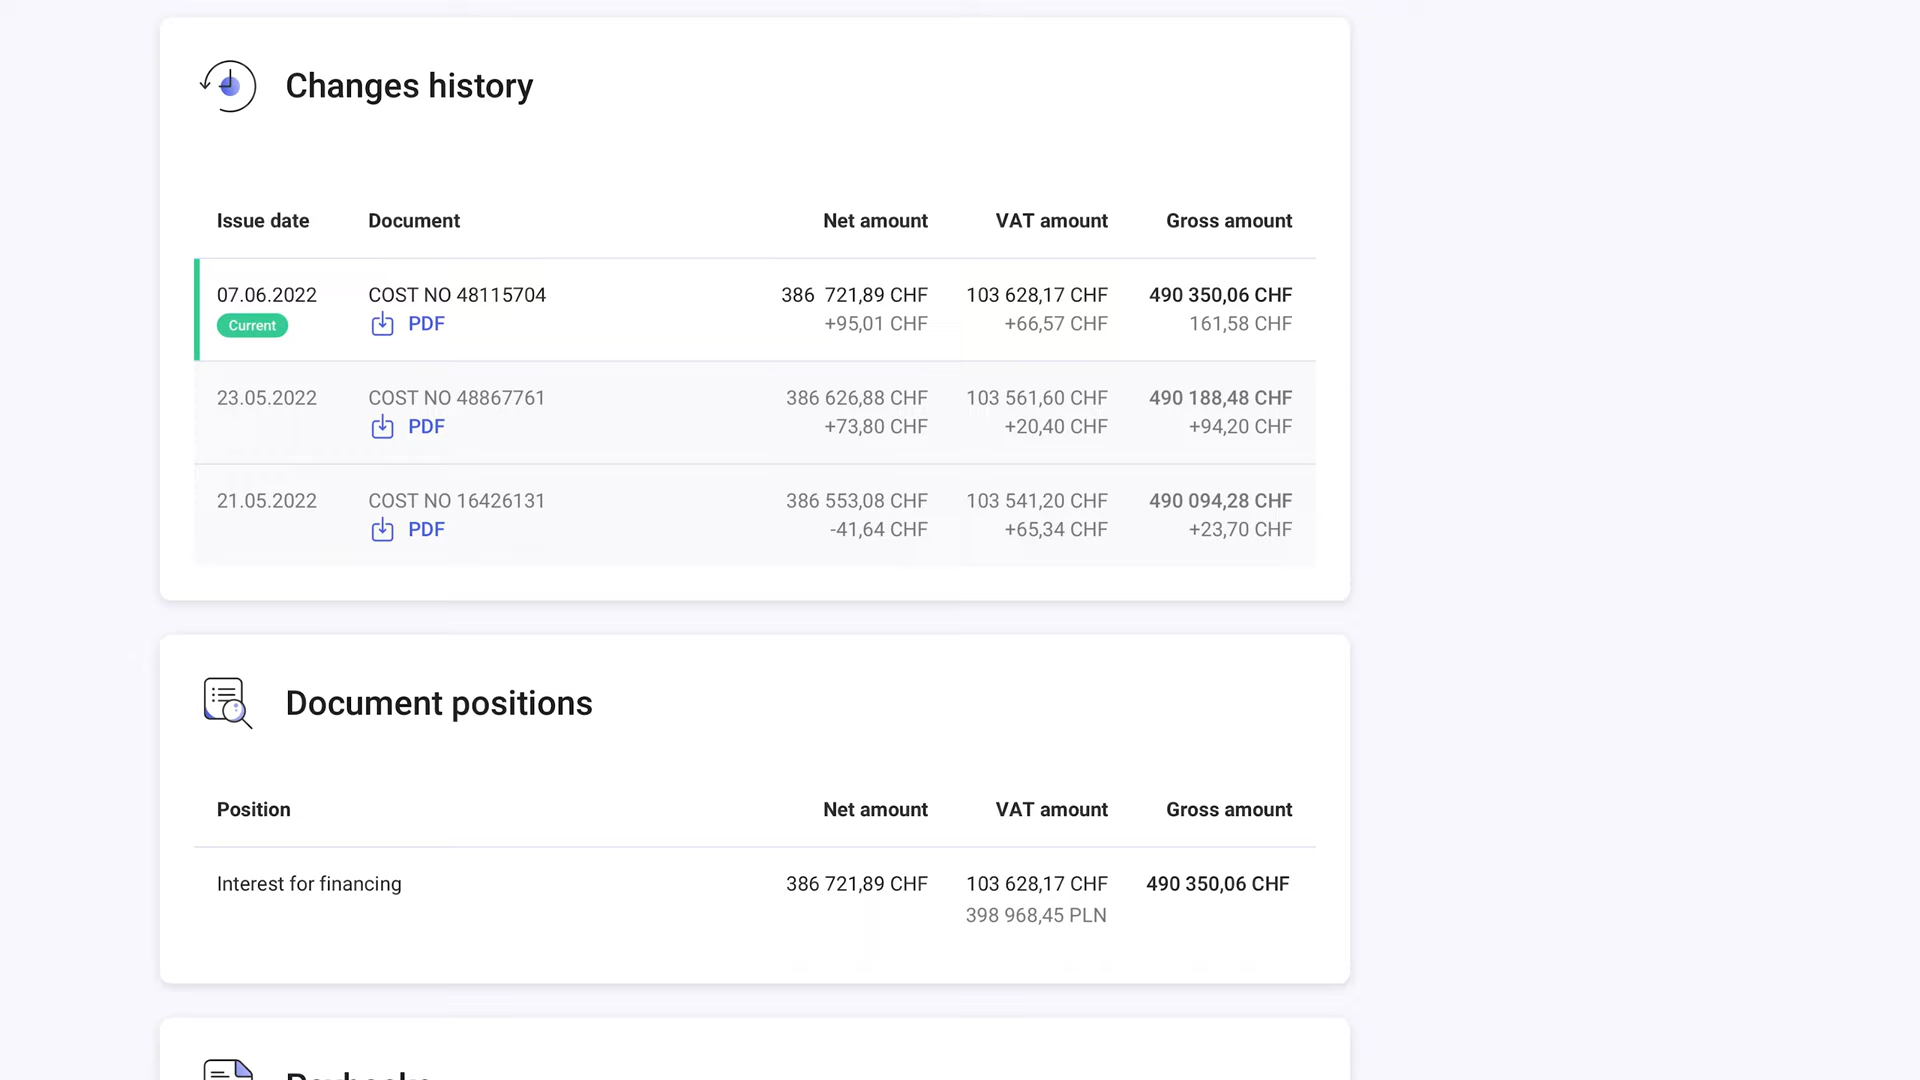 Changes history
Issue date Document Net amount VAT amount Gross amount
07.06.2022 COST NO 48115704 386 721,89 CHF 103 628,17 CHF 490 350,06 CHF
Current PDF +95,01 CHF +66,57 CHF 161,58 CHF
23.05.2022 COST NO 48867761 386 626,88 CHF 103 561,60 CHF 490 188,48 CHF
PDF +73,80 CHF +20,40 CHF +94,20 CHF
21.05.2022 COST NO 16426131 386 553,08 CHF 103 541,20 CHF 490 094,28 CHF
PDF -41,64 CHF +65,34 CHF +23,70 CHF
Document positions
Position Net amount VAT amount Gross amount
Interest for financing 386 721,89 CHF 103 628,17 CHF 490 350,06 CHF
398 968,45 PLN